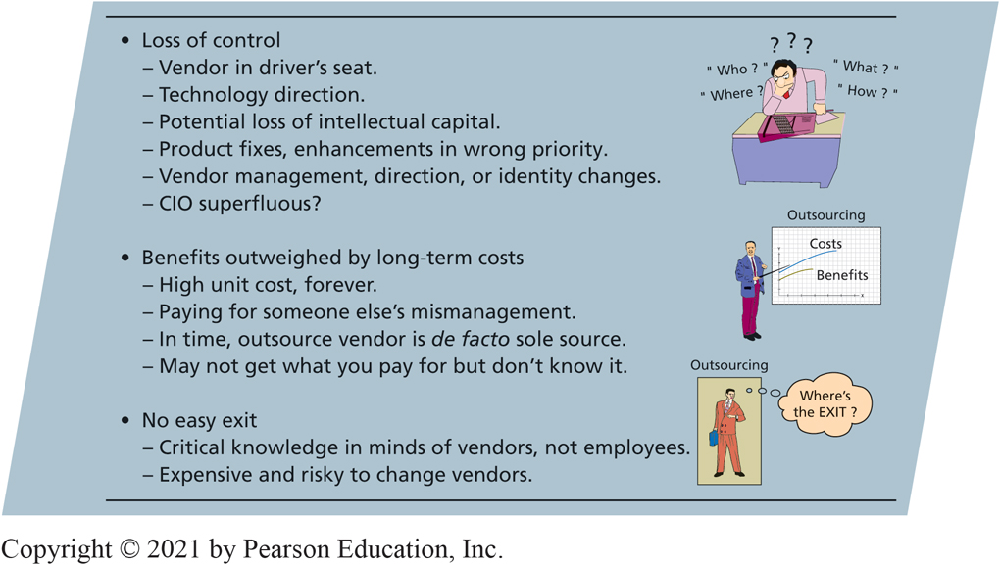 • Loss of control
– Vendor in driver’s seat.
– Technology direction.
– Potential loss of intellectual capital.
– Product fixes, enhancements in wrong priority.
– Vendor management, direction, or identity changes.
– CIO superfluous?
? ? ?
" Who ? "
" What ? "
" Where ?
" How ? "
• Benefits outweighed by long-term costs
– High unit cost, forever.
– Paying for someone else’s mismanagement.
– In time, outsource vendor is de facto sole source.
– May not get what you pay for but don’t know it.
Outsourcing
Y
Costs
Benefits
X
• No easy exit
– Critical knowledge in minds of vendors, not employees.
– Expensive and risky to change vendors.
Outsourcing
Where’s
the EXIT ?
Copyright © 2021 by Pearson Education, Inc.